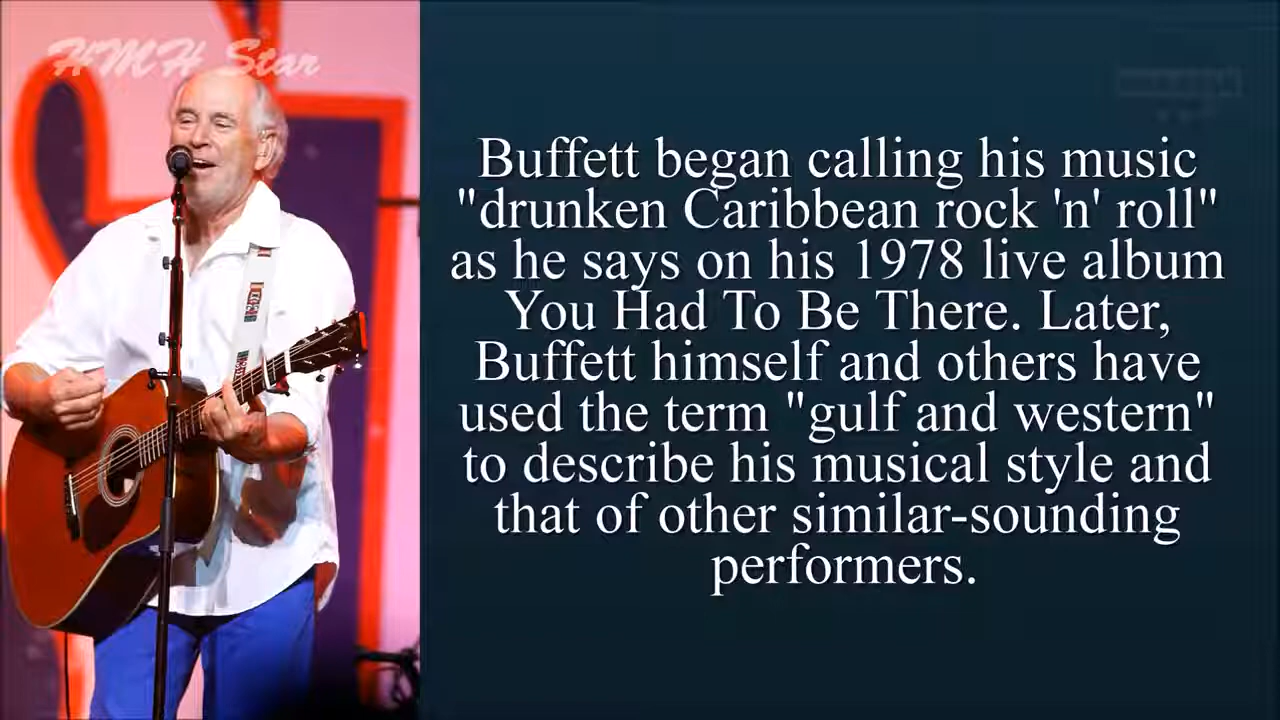 HMH Star
Buffett began calling his music
"drunken Caribbean rock 'n' roll"
as he says on his 1978 live album
You Had To Be There. Later,
Buffett himself and others have
used the term "gulf and western"
to describe his musical style and
that of other similar-sounding
performers.